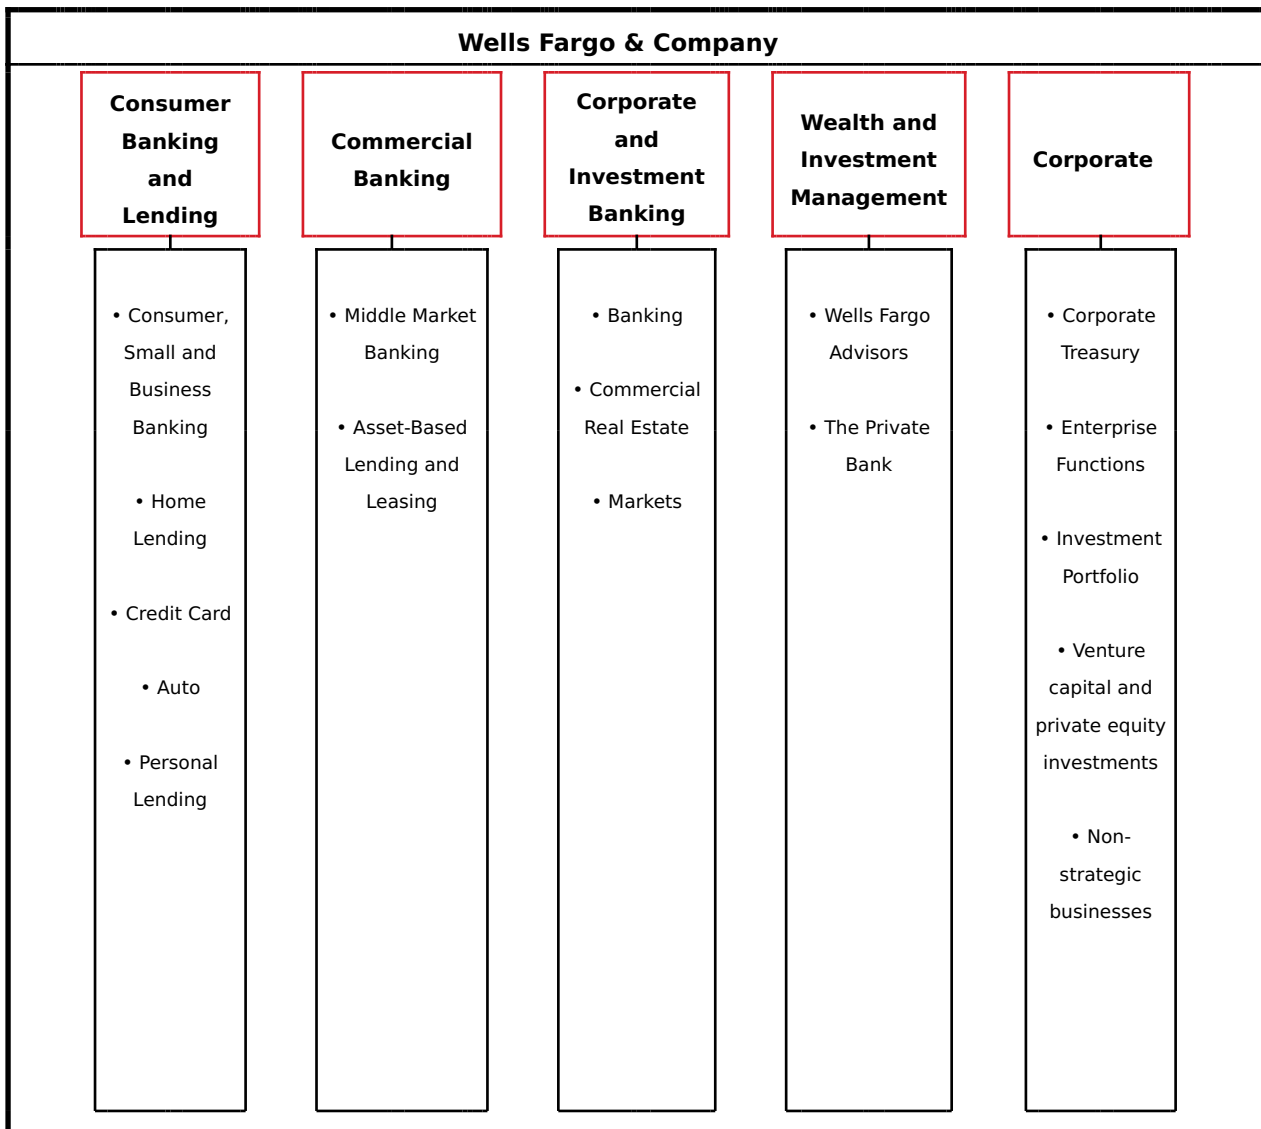 Wells Fargo & Company
Consumer
Banking
and
Lending
Commercial
Banking
Corporate
and
Investment
Banking
Wealth and
Investment
Management
Corporate
• Consumer,
Small and
Business
Banking
• Home
Lending
• Credit Card
• Auto
• Personal
Lending
• Middle Market
Banking
• Asset-Based
Lending and
Leasing
• Banking
• Commercial
Real Estate
• Markets
• Wells Fargo
Advisors
• The Private
Bank
• Corporate
Treasury
• Enterprise
Functions
• Investment
Portfolio
• Venture
capital and
private equity
investments
• Non-
strategic
businesses